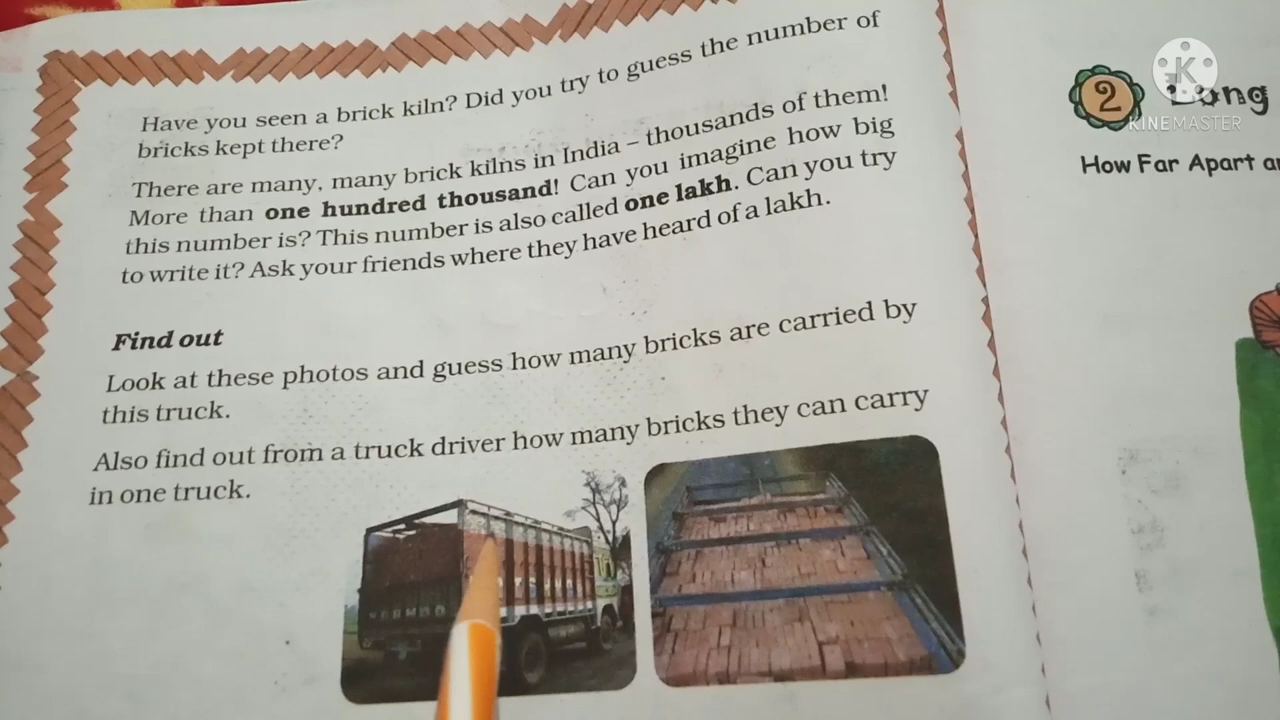 Have you seen a brick kiln? Did you try to guess the number of
bricks kept there?
There are many, many brick kilns in India – thousands of them!
More than one hundred thousand! Can you imagine how big
this number is? This number is also called one lakh. Can you try
to write it? Ask your friends where they have heard of a lakh.
Find out
Look at these photos and guess how many bricks are carried by
this truck.
Also find out from a truck driver how many bricks they can carry
in one truck.
2
K
KINEMASTER
How Far Apart